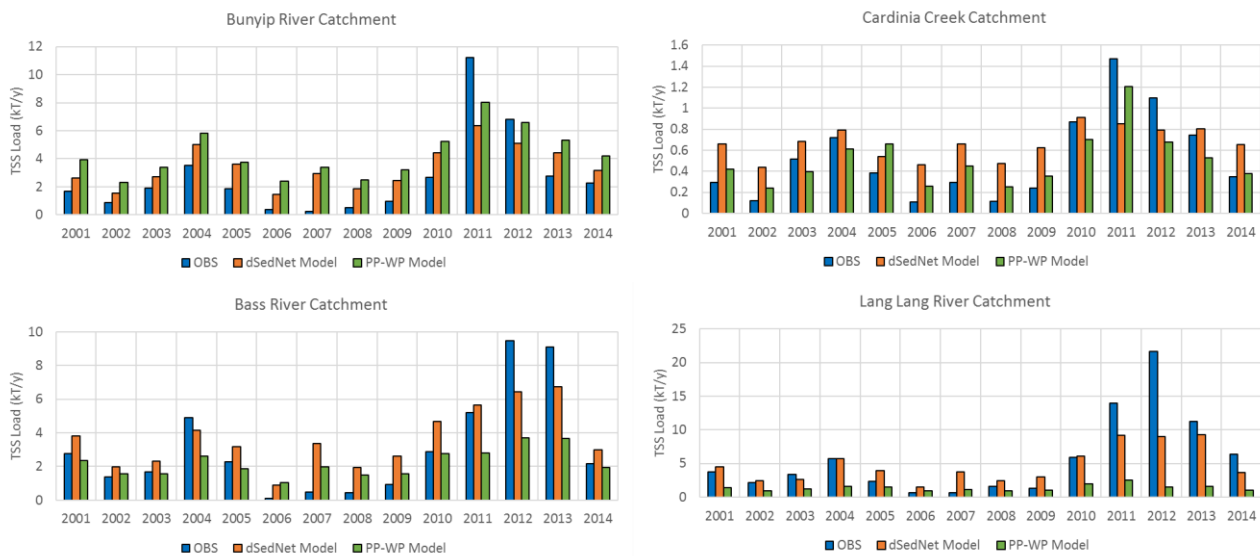 Bunyip River Catchment
TSS Load (kT/y)
12
10
8
6
4
2
0
2001 2002 2003 2004 2005 2006 2007 2008 2009 2010 2011 2012 2013 2014
OBS dSedNet Model PP-WP Model
Cardinia Creek Catchment
TSS Load (kT/y)
1.6
1.4
1.2
1
0.8
0.6
0.4
0.2
0
2001 2002 2003 2004 2005 2006 2007 2008 2009 2010 2011 2012 2013 2014
OBS dSedNet Model PP-WP Model
Bass River Catchment
TSS Load (kT/y)
10
8
6
4
2
0
2001 2002 2003 2004 2005 2006 2007 2008 2009 2010 2011 2012 2013 2014
OBS dSedNet Model PP-WP Model
Lang Lang River Catchment
TSS Load (kT/y)
25
20
15
10
5
0
2001 2002 2003 2004 2005 2006 2007 2008 2009 2010 2011 2012 2013 2014
OBS dSedNet Model PP-WP Model